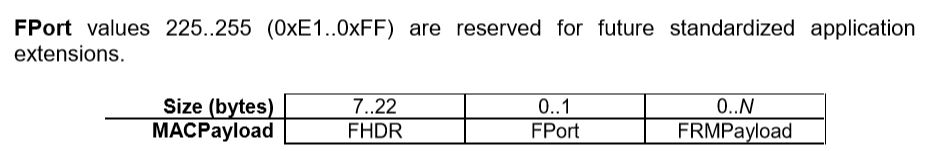 FPort values 225..255 (0xE1..0xFF) are reserved for future standardized application
extensions.
Size (bytes) 7..22 0..1 0..N
MACPayload FHDR FPort FRMPayload